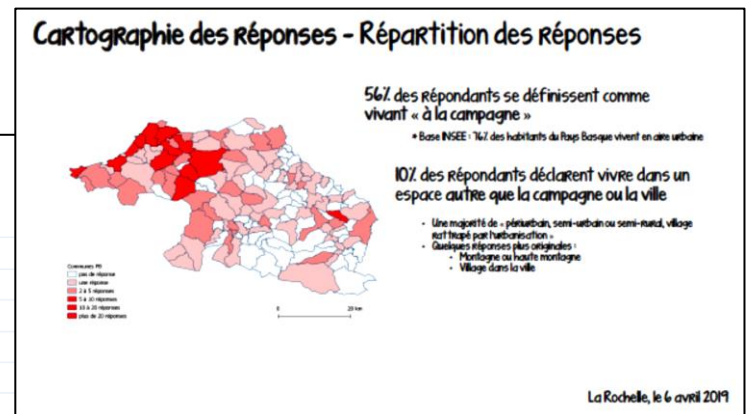 Cartographie des Réponses - Répartition des Réponses
56% des répondants se définissent comme
vivant « à la campagne »
• Base INSEE : 76% des habitants du Pays Basque vivent en aire urbaine
10% des répondants déclarent vivre dans un
espace autre que la campagne ou la ville
• Une majorité de « périurbain, semi-urbain ou semi-rural, village
rattrapé par l'urbanisation »
• Quelques réponses plus originales :
• Montagne ou haute montagne
• Village dans la ville
Communes PB
pas de réponse
une réponse
2 à 5 réponses
5 à 10 réponses
10 à 20 réponses
plus de 20 réponses
0 20 km
La Rochelle, le 6 avril 2019